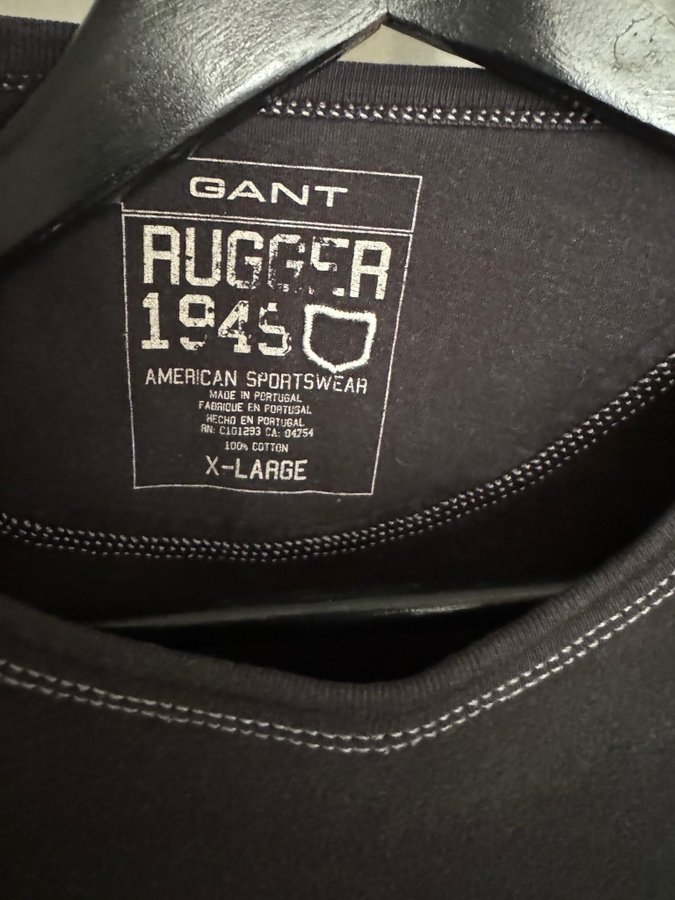 GANT
RUGGER
1945
AMERICAN SPORTSWEAR
MADE IN PORTUGAL
FABRIQUE EN PORTUGAL
HECHO EN PORTUGAL
RN: C101293 CA: 04754
100% COTTON
X-LARGE